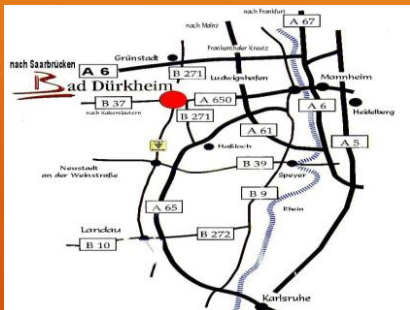 nach Frankfurt
A 67
nach Mainz
Frankenthaler Kreutz
Grünstadt
nach Saarbrücken
A 6
B 271
Ludwigshafen
Mannheim
Bad Dürkheim
B 37
A 650
A 6
Heidelberg
nach Kaiserslautern
B 271
A 61
A 5
Haßloch
Neustadt
an der Weinstraße
B 39
Speyer
B 9
A 65
Rhein
Landau
B 272
B 10
Karlsruhe